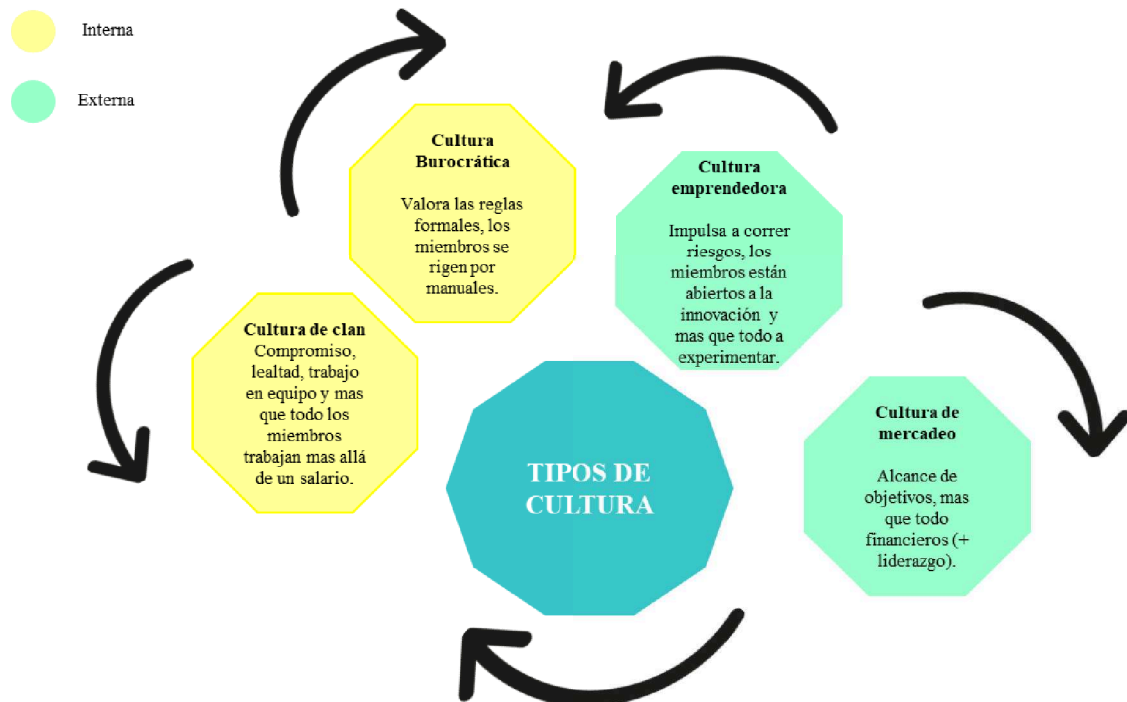 Interna
Externa
Cultura
Burocrática
Valora las reglas
formales, los
miembros se
rigen por
manuales.
Cultura
emprendedora
Impulsa a correr
riesgos, los
miembros están
abiertos a la
innovación y
mas que todo a
experimentar.
Cultura de clan
Compromiso,
lealtad, trabajo
en equipo y mas
que todo los
miembros
trabajan mas allá
de un salario.
Cultura de
mercadeo
Alcance de
objetivos, mas
que todo
financieros (+
liderazgo).
TIPOS DE
CULTURA